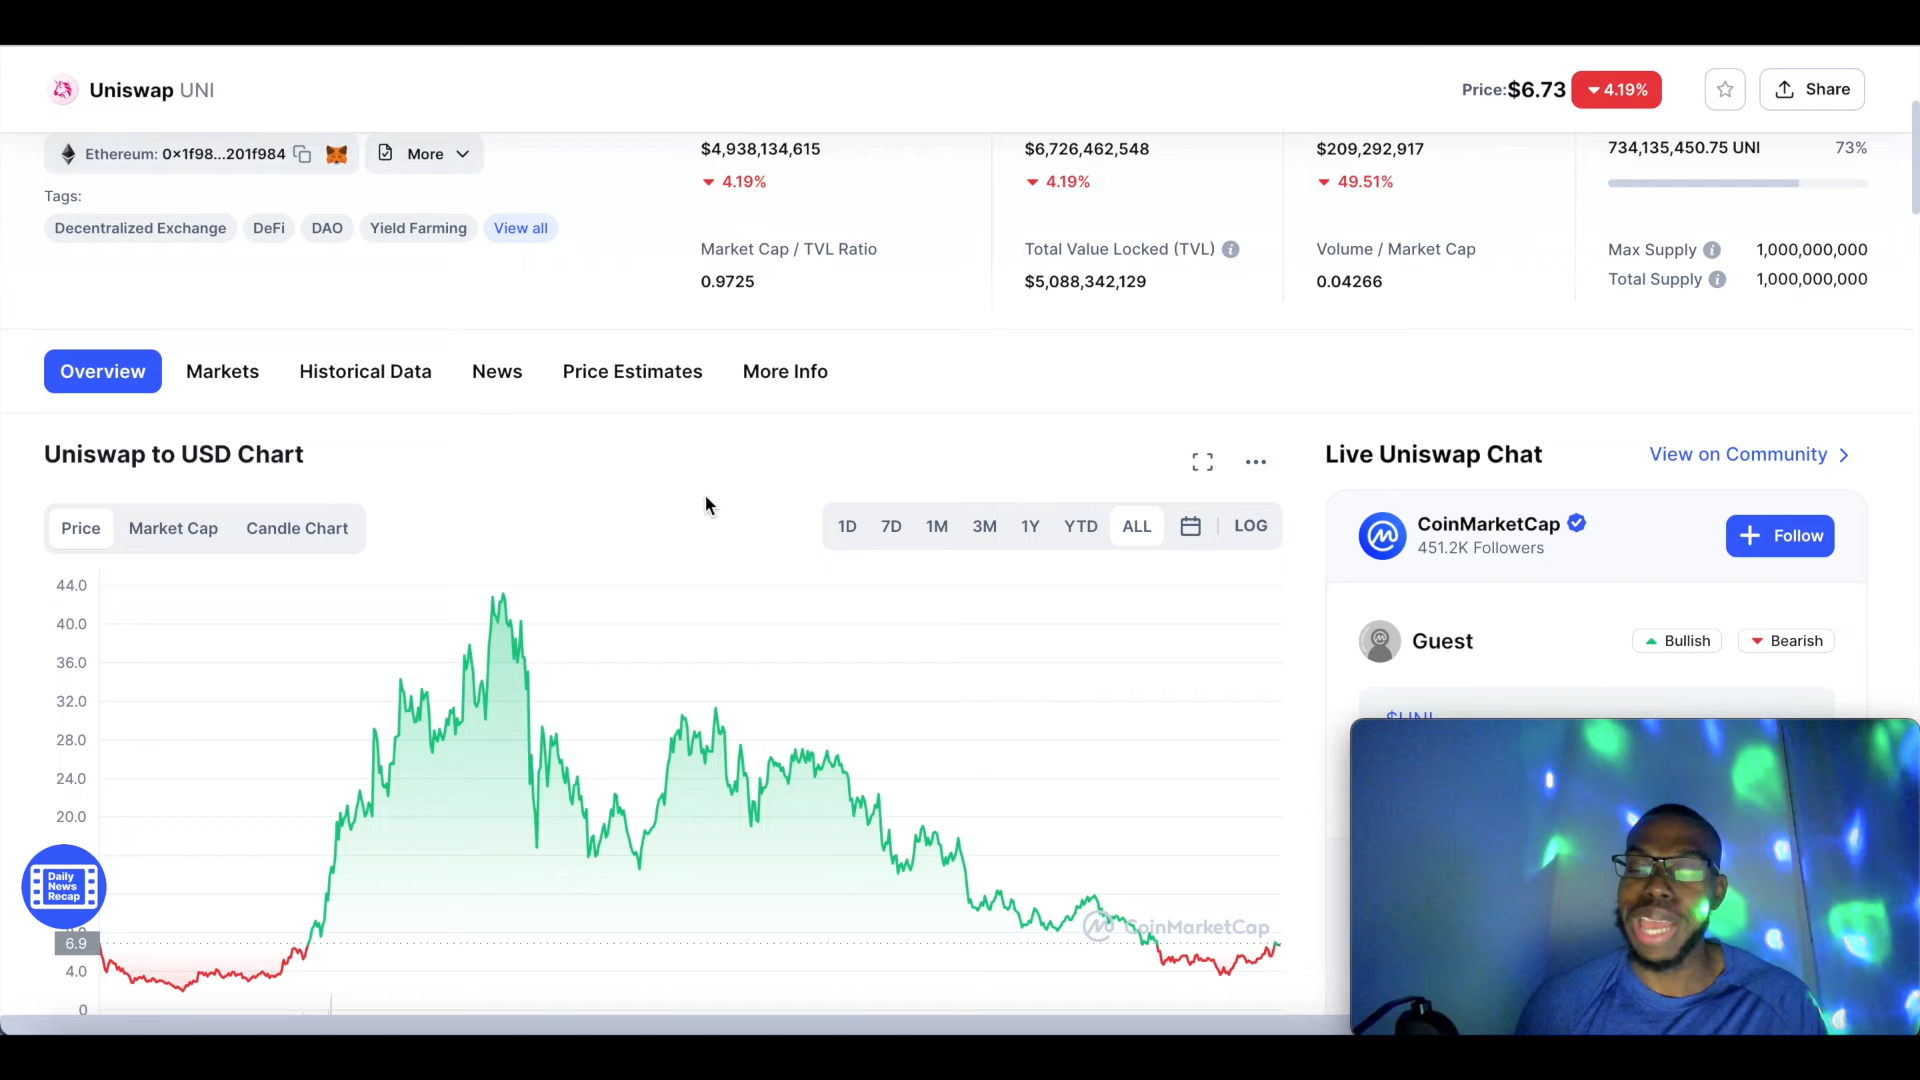 Uniswap UNI
Price:$6.73 4.19% Share
Ethereum: 0x1f98...201f984 More
$4,938,134,615 $6,726,462,548 $209,292,917 734,135,450.75 UNI 73%
4.19% 4.19% 49.51%
Tags:
Decentralized Exchange DeFi DAO Yield Farming View all
Market Cap / TVL Ratio Total Value Locked (TVL) Volume / Market Cap Max Supply 1,000,000,000
0.9725 $5,088,342,129 0.04266 Total Supply 1,000,000,000
Overview Markets Historical Data News Price Estimates More Info
Uniswap to USD Chart
Live Uniswap Chat View on Community
Price Market Cap Candle Chart 1D 7D 1M 3M 1Y YTD ALL LOG
CoinMarketCap Follow
451.2K Followers
44.0
40.0
36.0
32.0
28.0
24.0
20.0
6.9
4.0
0
Guest Bullish Bearish
$UNI
Daily
News
Recap
CoinMarketCap